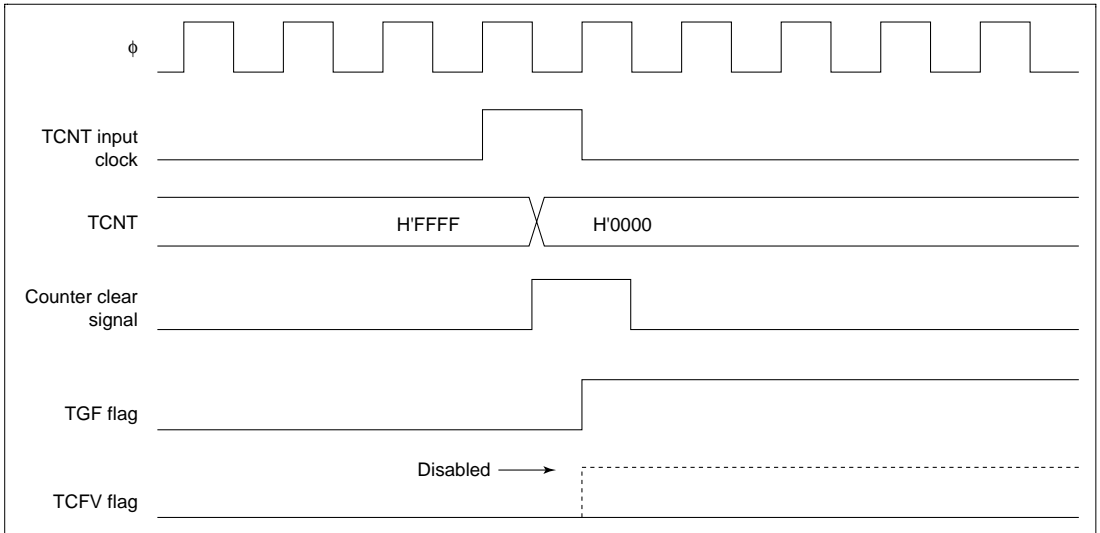 ϕ
TCNT input
clock
TCNT
H'FFFF
H'0000
Counter clear
signal
TGF flag
Disabled
TCFV flag